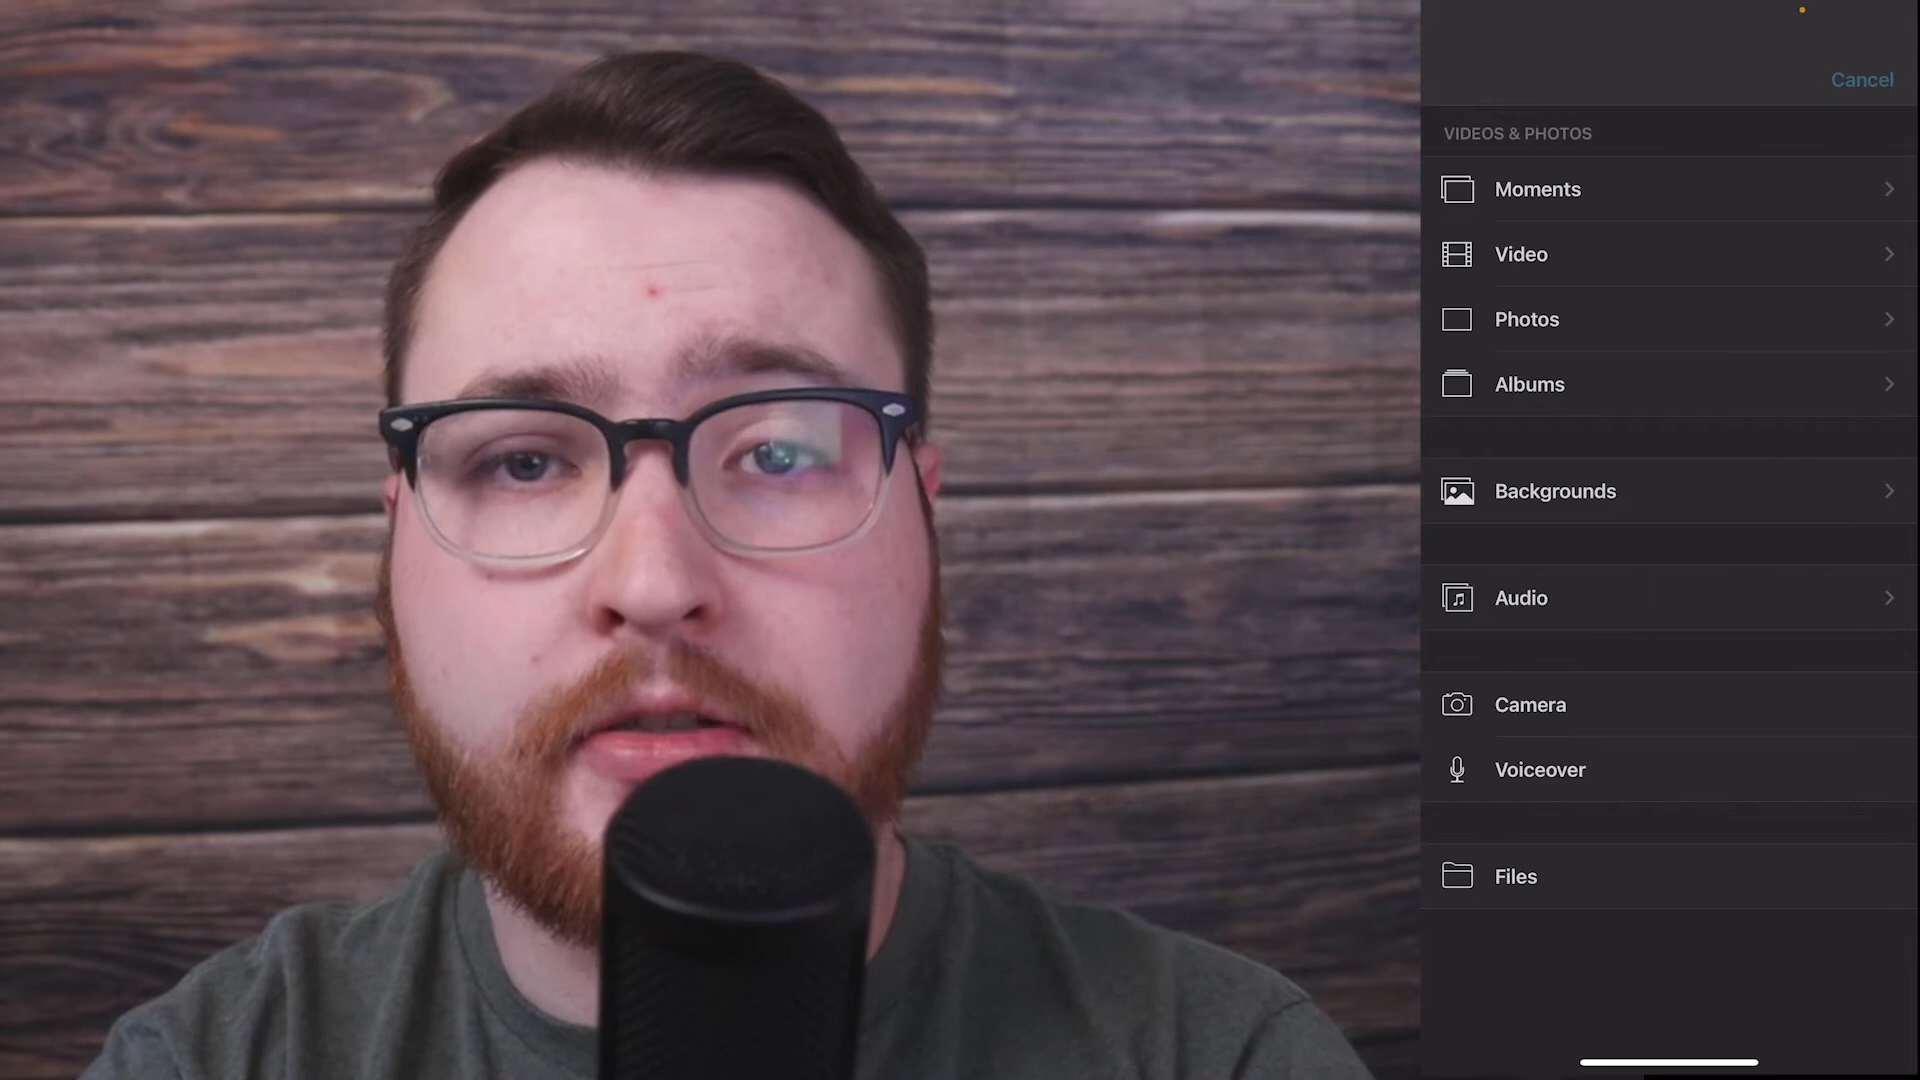 Cancel
VIDEOS & PHOTOS
Moments
Video
Photos
Albums
Backgrounds
Audio
Camera
Voiceover
Files